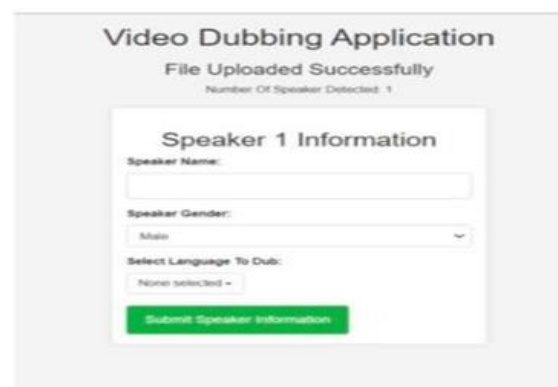 Video Dubbing Application
File Uploaded Successfully
Number Of Speaker Detected: 1
Speaker 1 Information
Speaker Name:
Speaker Gender:
Male
Select Language To Dub:
None selected
Submit Speaker Information